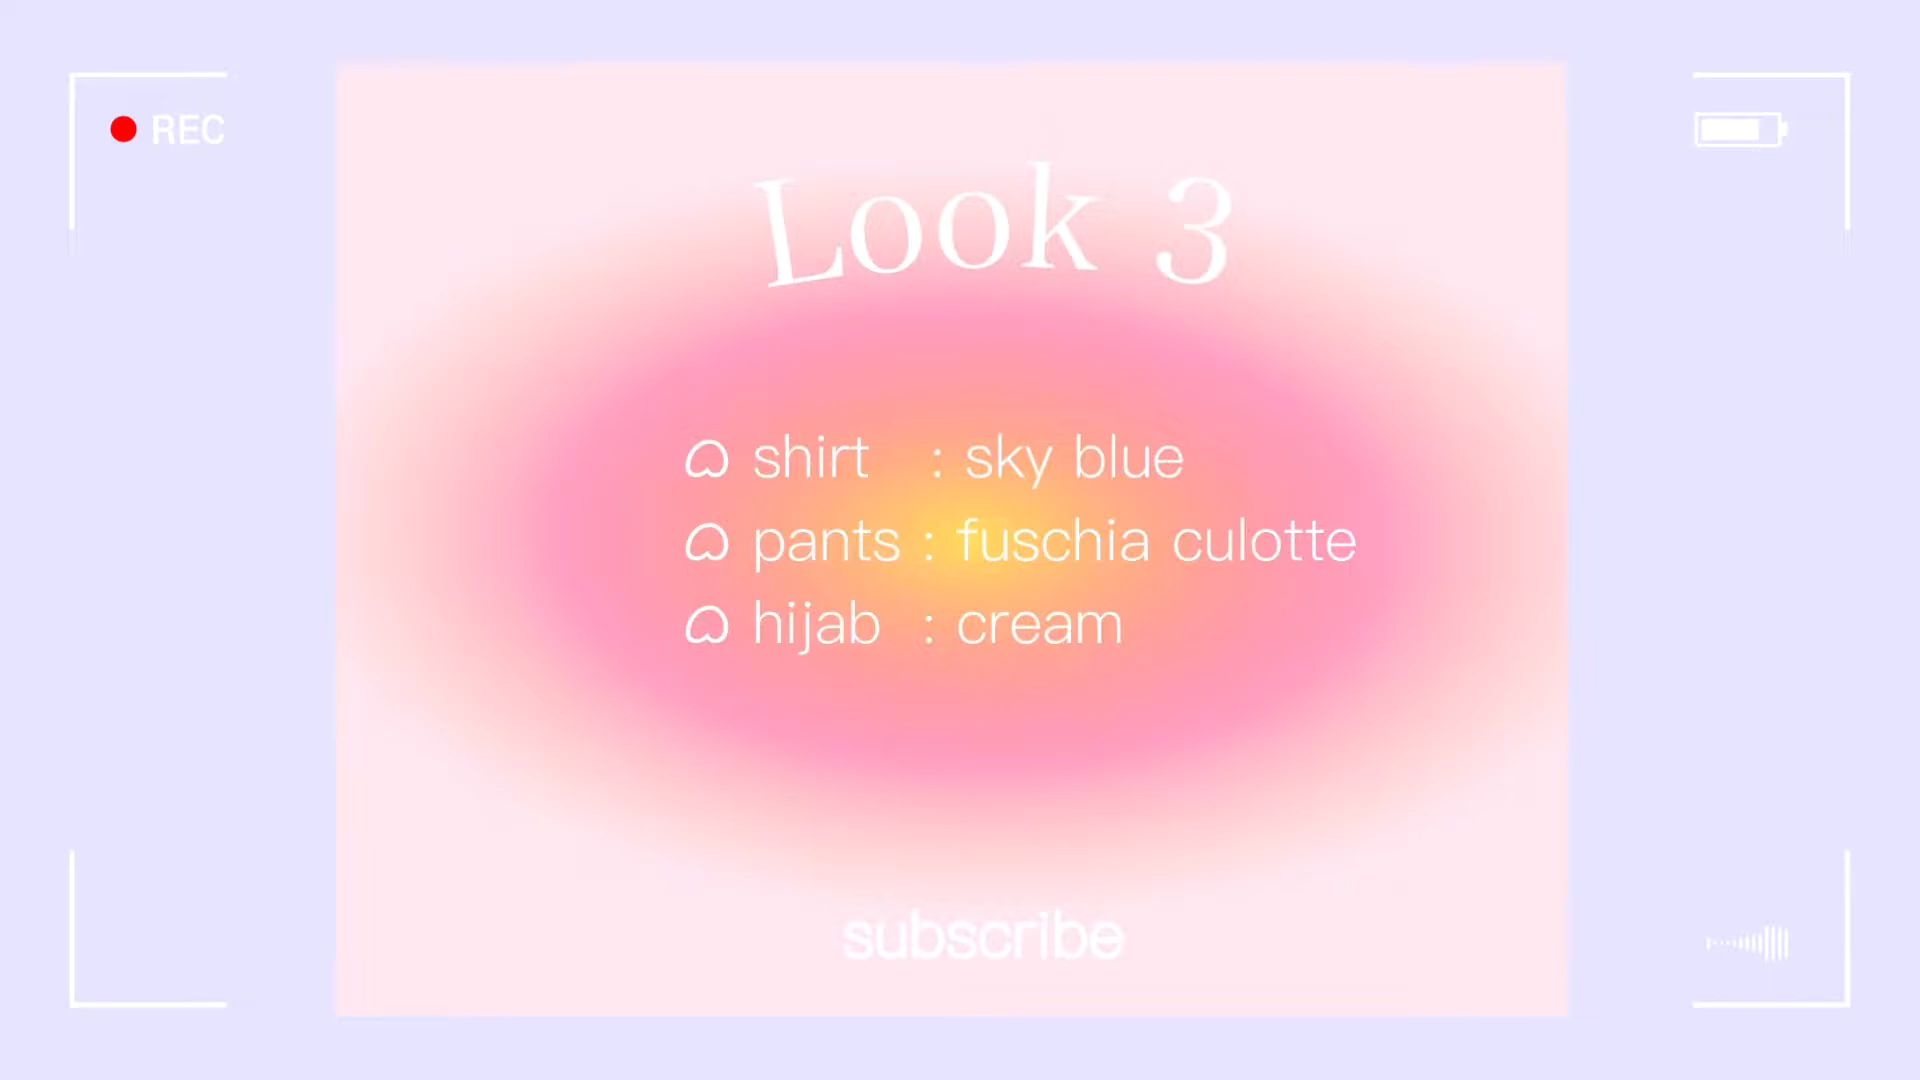 REC
Look 3
shirt : sky blue
pants : fuschia culotte
hijab : cream
subscribe